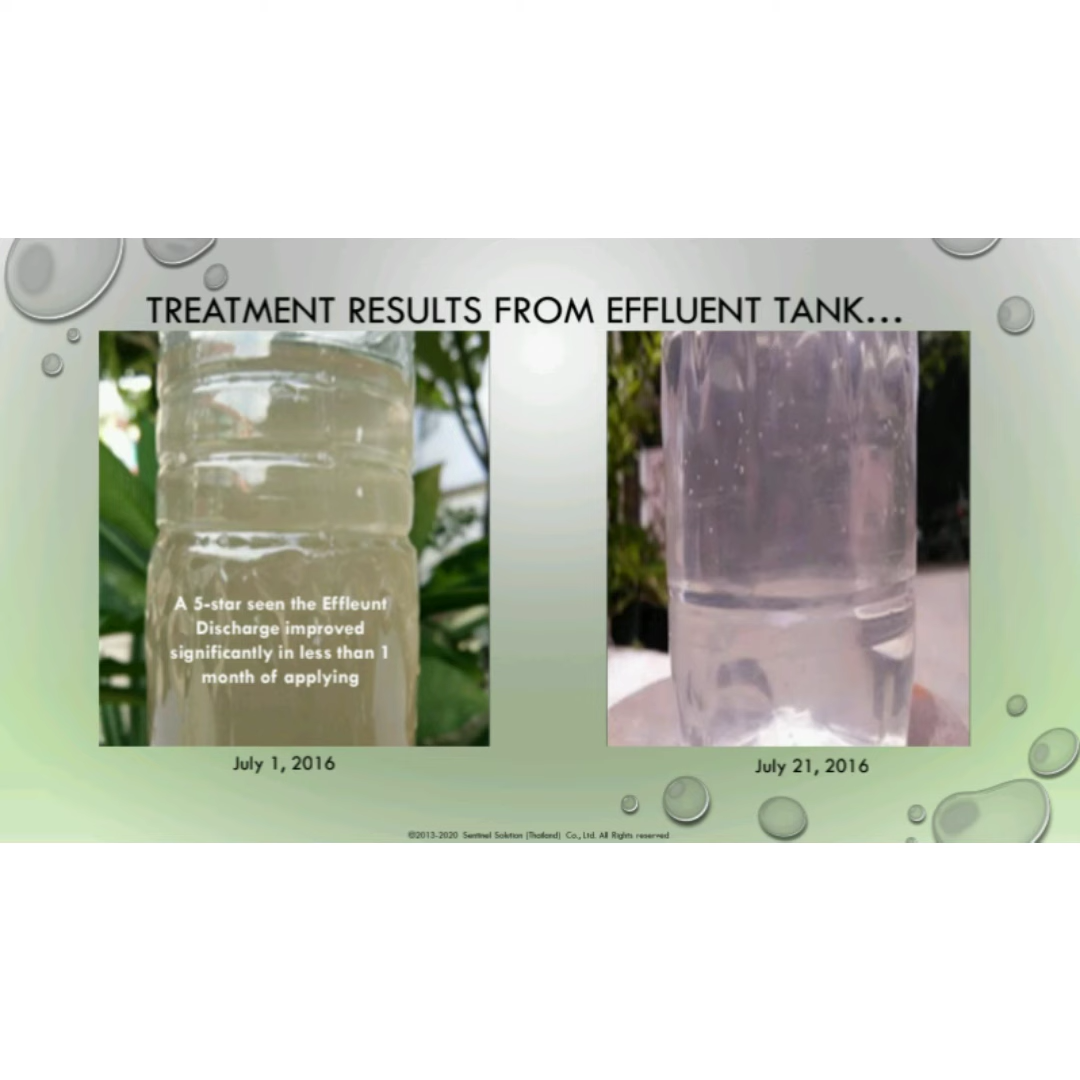 TREATMENT RESULTS FROM EFFLUENT TANK...
A 5-star seen the Effleunt
Discharge improved
significantly in less than 1
month of applying
July 1, 2016
July 21, 2016
©2013-2020 Sentinel Solution (Thailand) Co., Ltd. All Rights reserved